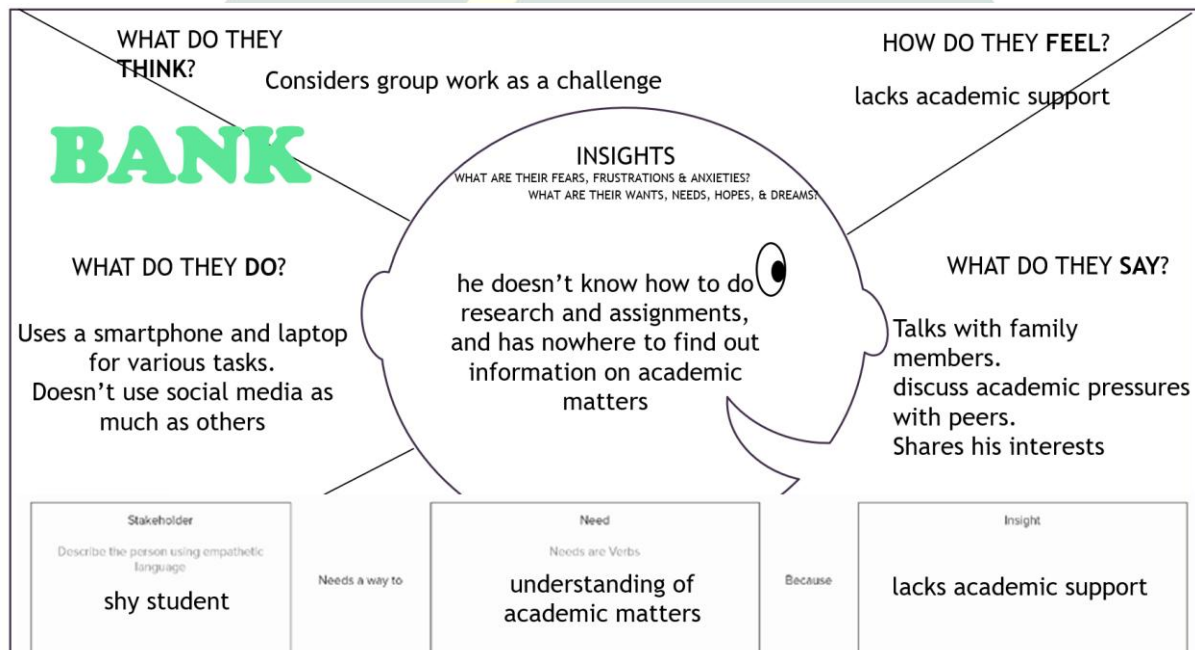 WHAT DO THEY
THINK?
Considers group work as a challenge
HOW DO THEY FEEL?
lacks academic support
BANK
INSIGHTS
WHAT ARE THEIR FEARS, FRUSTRATIONS & ANXIETIES?
WHAT ARE THEIR WANTS, NEEDS, HOPES, & DREAMS?
WHAT DO THEY DO?
Uses a smartphone and laptop
for various tasks.
Doesn't use social media as
much as others
he doesn't know how to do
research and assignments,
and has nowhere to find out
information on academic
matters
WHAT DO THEY SAY?
Talks with family
members.
discuss academic pressures
with peers.
Shares his interests
Stakeholder
Describe the person using empathetic
language
shy student
Needs a way to
Need
Needs are Verbs
understanding of
academic matters
Because
Insight
lacks academic support